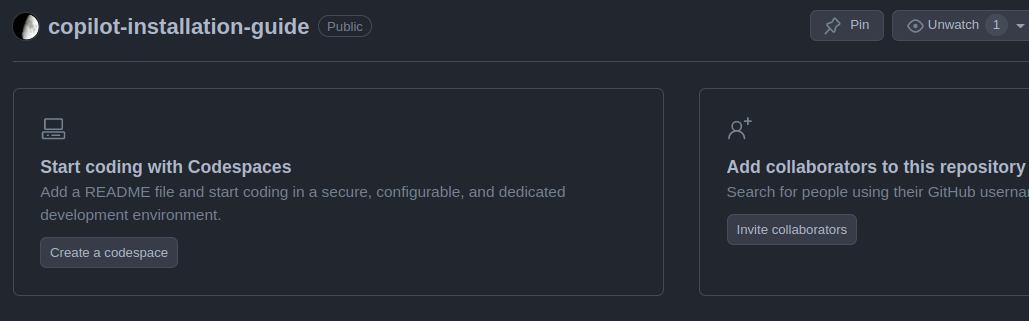 copilot-installation-guide Public Pin Unwatch 1
Start coding with Codespaces
Add a README file and start coding in a secure, configurable, and dedicated
development environment.
Create a codespace
Add collaborators to this repository
Search for people using their GitHub
Invite collaborators